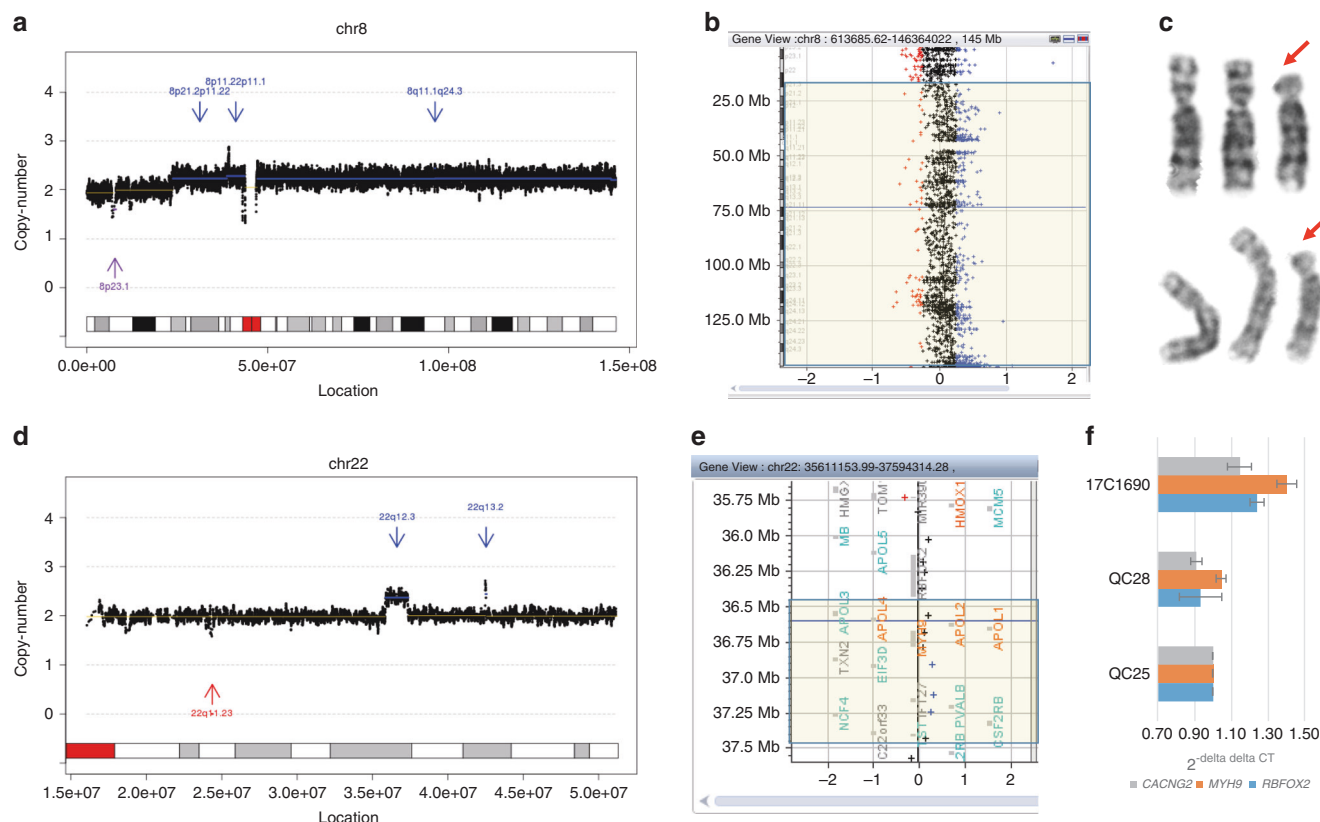 a
chr8
8p11.22p11.1
8p21.2p11.22
8q11.1q24.3
4
3
2
1
0
Copy-number
8p23.1
0.0e+00
5.0e+07
1.0e+08
1.5e+08
Location
b
Gene View :chr8 : 613685.62-146364022 , 145 Mb
25.0 Mb
50.0 Mb
75.0 Mb
100.0 Mb
125.0 Mb
−2
−1
0
1
2
c
d
chr22
22q12.3
22q13.2
4
3
2
1
0
Copy-number
22q11.23
1.5e+07
2.0e+07
2.5e+07
3.0e+07
3.5e+07
4.0e+07
4.5e+07
5.0e+07
Location
e
Gene View : chr22: 35611153.99-37594314.28 ,
35.75 Mb
36.0 Mb
36.25 Mb
36.5 Mb
36.75 Mb
37.0 Mb
37.25 Mb
37.5 Mb
MB
APOL3
TXN2
NCF4
TOM
APOL5
APOL4
EIF3D
C22orf33
MYH9
HMOX1
APOL2
PVALB
2RB
MCM5
APOL1
CSF2RB
−2
−1
0
1
2
f
17C1690
QC28
QC25
0.70 0.90 1.10 1.30 1.50
2-delta delta CT
CACNG2 MYH9 RBFOX2